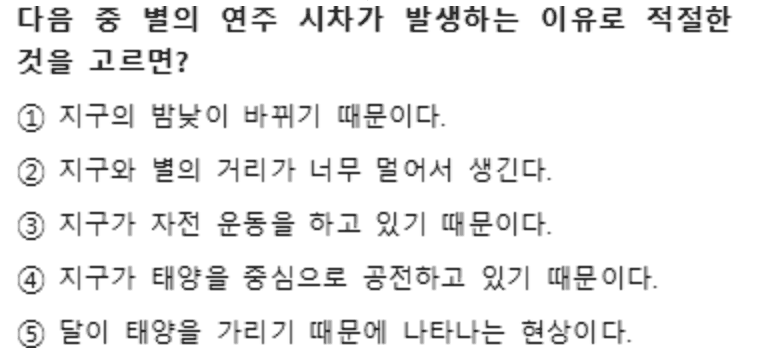 다음 중 별의 연주 시차가 발생하는 이유로 적절한
것을 고르면?
① 지구의 밤낮이 바뀌기 때문이다.
② 지구와 별의 거리가 너무 멀어서 생긴다.
③ 지구가 자전 운동을 하고 있기 때문이다.
④ 지구가 태양을 중심으로 공전하고 있기 때문이다.
⑤ 달이 태양을 가리기 때문에 나타나는 현상이다.